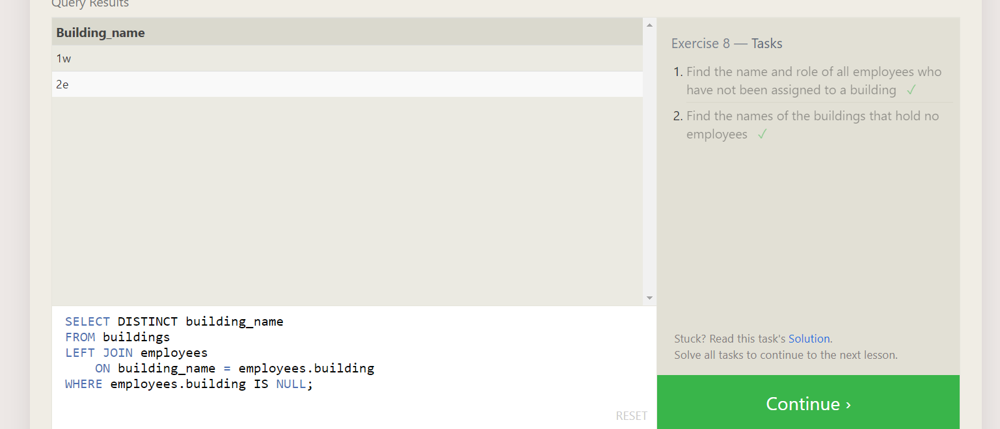 Query Results
Building_name
1w
2e
Exercise 8 — Tasks
1. Find the name and role of all employees who
have not been assigned to a building ✓
2. Find the names of the buildings that hold no
employees ✓
SELECT DISTINCT building_name
FROM buildings
LEFT JOIN employees
    ON building_name = employees.building
WHERE employees.building IS NULL;
RESET
Stuck? Read this task's Solution.
Solve all tasks to continue to the next lesson.
Continue ›